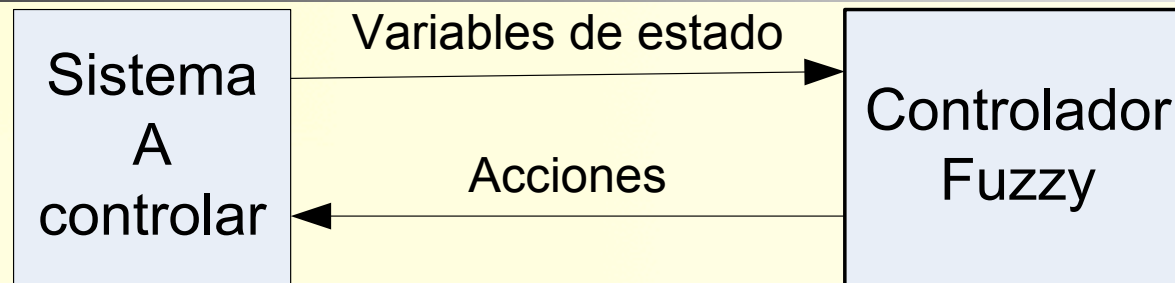 Sistema
A
controlar
Variables de estado
Acciones
Controlador
Fuzzy